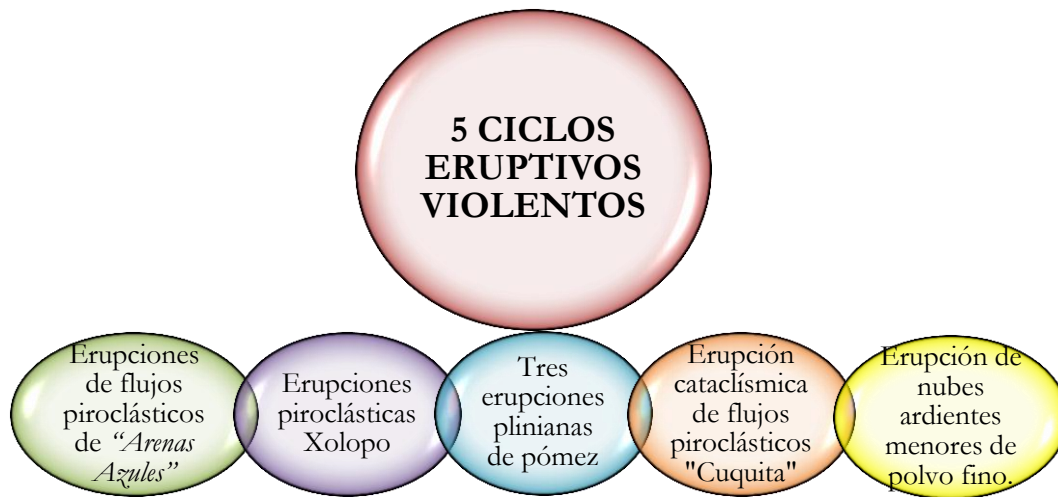 5 CICLOS
ERUPTIVOS
VIOLENTOS
Erupciones
de flujos
piroclásticos
de “Arenas
Azules”
Erupciones
piroclásticas
Xolopo
Tres
erupciones
plinianas
de pómez
Erupción
cataclísmica
de flujos
piroclásticos
"Cuquita"
Erupción de
nubes
ardientes
menores de
polvo fino.